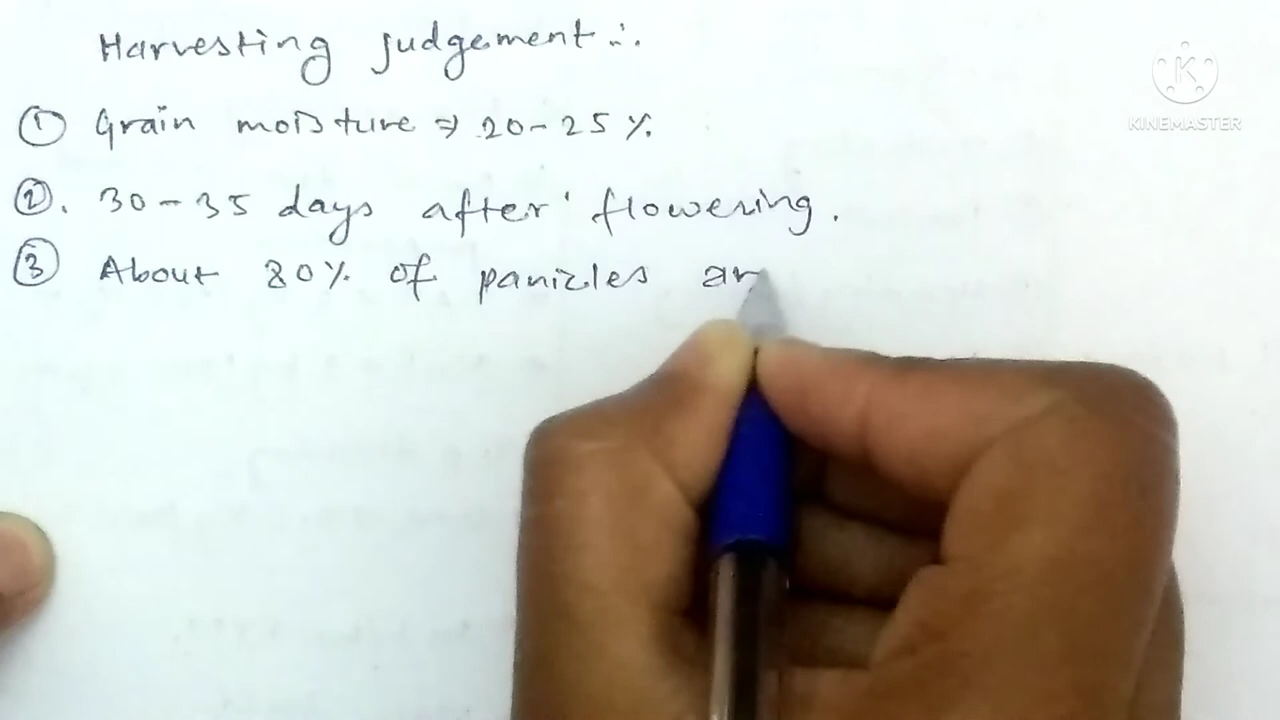 Harvesting judgement :-
① Grain moisture ⇒ 20-25%.
②. 30-35 days after flowering.
③ About 80% of panicles ar
KINEMASTER